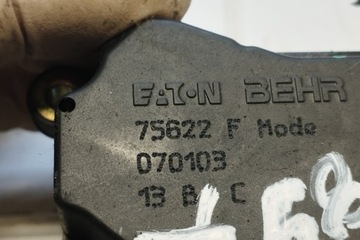 EATON BEHR
75622 F Mode
070103
13 B C